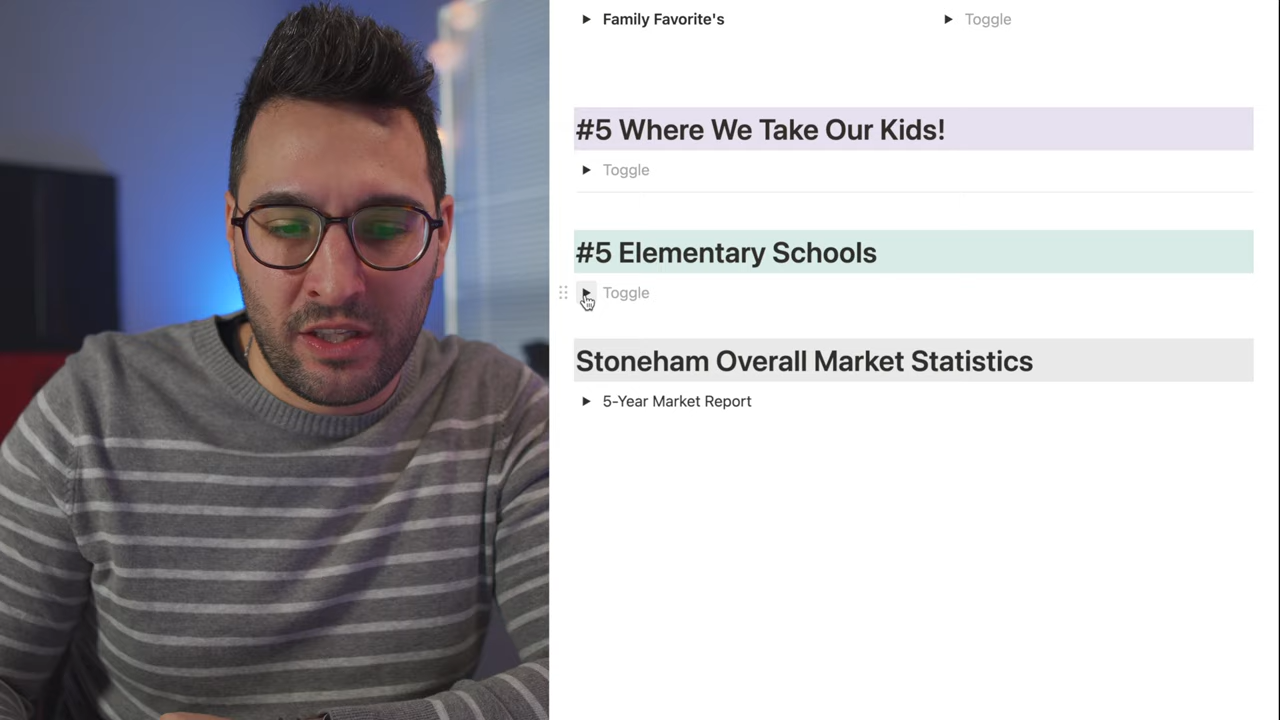 Family Favorite's
Toggle
#5 Where We Take Our Kids!
Toggle
#5 Elementary Schools
Toggle
Stoneham Overall Market Statistics
5-Year Market Report